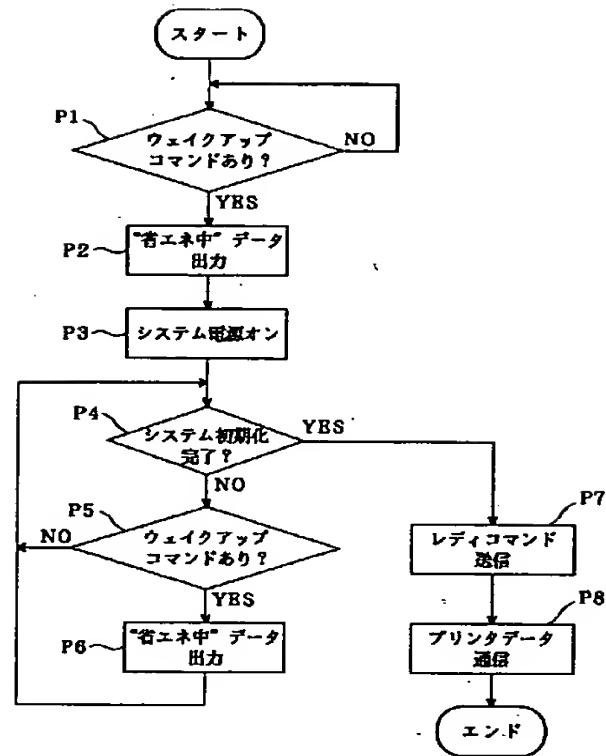 スタート
P1
ウェイクアップ
コマンドあり?
NO
YES
P2
"省エネ中" データ
出力
P3
システム電源オン
P4
システム初期化
完了?
YES
NO
P5
NO
ウェイクアップ
コマンドあり?
YES
P6
"省エネ中" データ
出力
P7
レディコマンド
送信
P8
プリンタデータ
通信
エンド